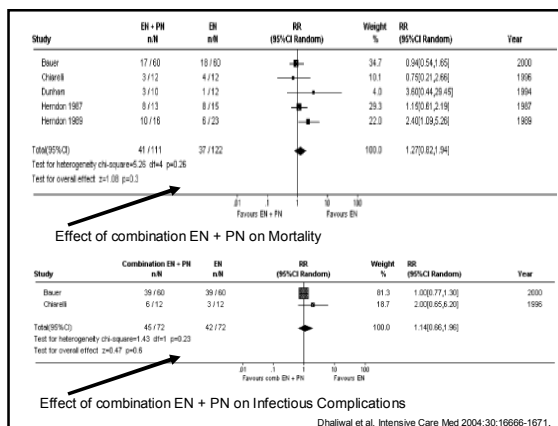 EN + PN EN RR Weight RR
Study n/N n/N (95%CI Random) % (95%CI Random) Year
Bauer 17 / 60 18 / 60 34.7 0.94[0.54,1.65] 2000
Chiarelli 3 / 12 4 / 12 10.1 0.75[0.21,2.66] 1996
Dunham 3 / 10 1 / 12 4.0 3.60[0.44,29.45] 1994
Herndon 1987 8 / 13 8 / 15 29.3 1.15[0.61,2.19] 1987
Herndon 1989 10 / 16 6 / 23 22.0 2.40[1.09,5.26] 1989
Total(95%CI) 41 / 111 37 / 122 100.0 1.27[0.82,1.94]
Test for heterogeneity chi-square=5.26 df=4 p=0.26
Test for overall effect z=1.08 p=0.3
.01 .1 1 10 100
Favours EN + PN Favours EN
Effect of combination EN + PN on Mortality
Combination EN + PN EN RR Weight RR
Study n/N n/N (95%CI Random) % (95%CI Random) Year
Bauer 39 / 60 39 / 60 81.3 1.00[0.77,1.30] 2000
Chiarelli 6 / 12 3 / 12 18.7 2.00[0.65,6.20] 1996
Total(95%CI) 45 / 72 42 / 72 100.0 1.14[0.66,1.96]
Test for heterogeneity chi-square=1.43 df=1 p=0.23
Test for overall effect z=0.47 p=0.6
.01 .1 1 10 100
Favours comb EN + PN Favours EN
Effect of combination EN + PN on Infectious Complications
Dhaliwal et al. Intensive Care Med 2004:30:16666-1671.